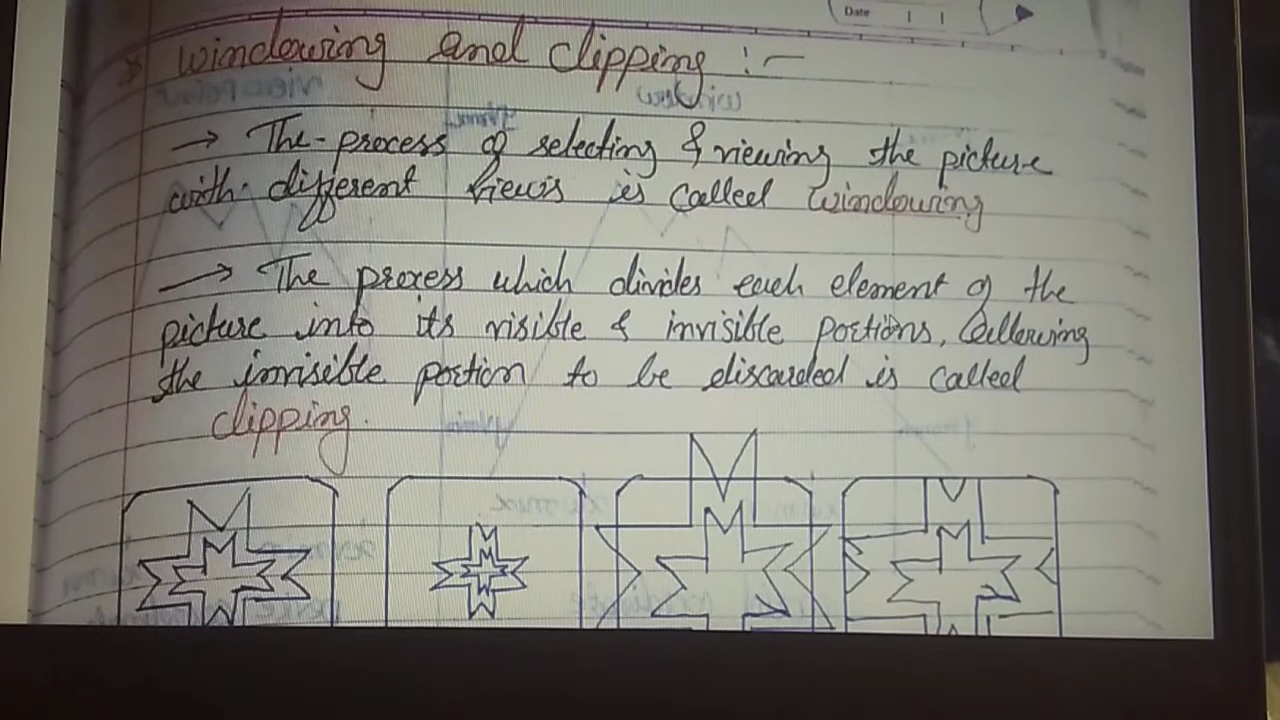 Date
* windowing and clipping :-
→ The process of selecting & viewing the picture
with different views is called windowing
→ The process which divides each element of the
picture into its visible & invisible portions, allowing
the invisible portion to be discarded is called
clipping.